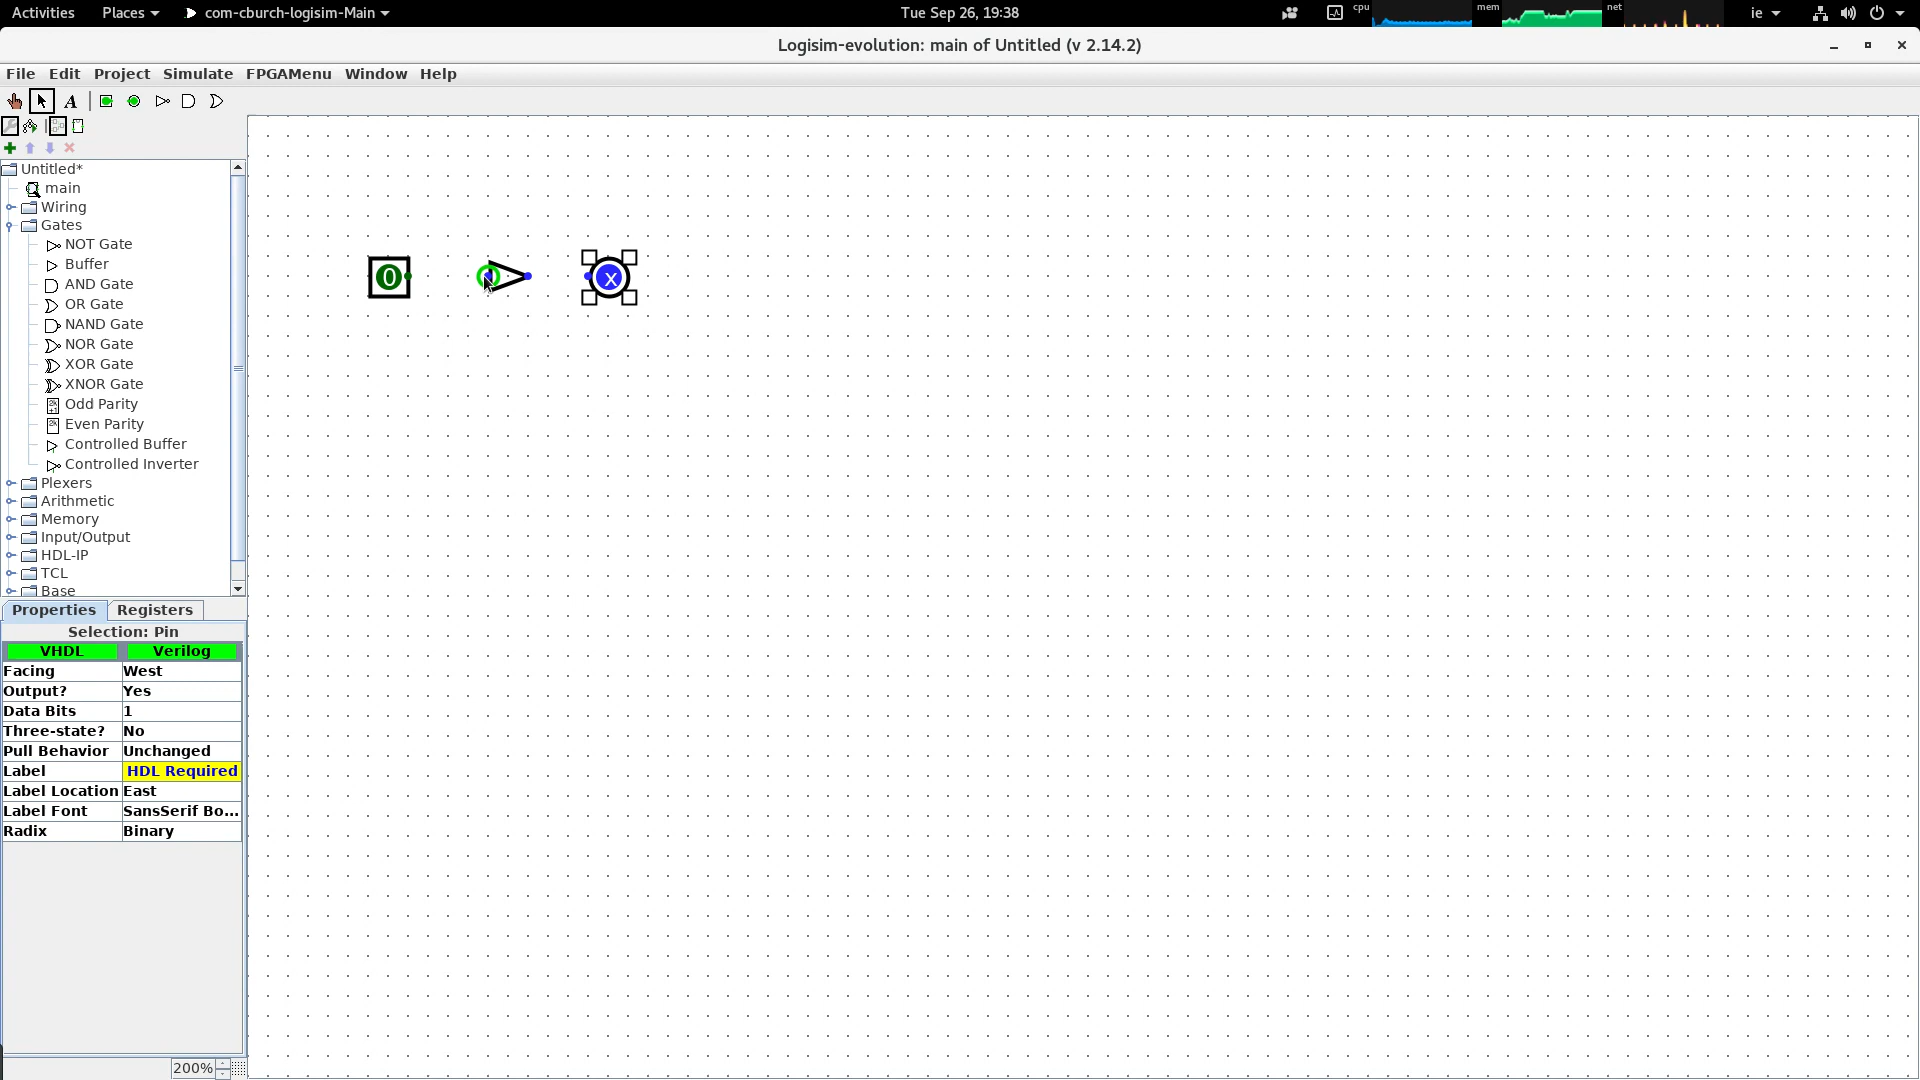 Activities Places com-cburch-logisim-Main Tue Sep 26, 19:38 cpu mem net ie
Logisim-evolution: main of Untitled (v 2.14.2)
File Edit Project Simulate FPGAMenu Window Help
A
Untitled*
main
Wiring
Gates
NOT Gate
Buffer
AND Gate
OR Gate
NAND Gate
NOR Gate
XOR Gate
XNOR Gate
Odd Parity
Even Parity
Controlled Buffer
Controlled Inverter
Plexers
Arithmetic
Memory
Input/Output
HDL-IP
TCL
Base
0 x
Properties Registers
Selection: Pin
VHDL Verilog
Facing West
Output? Yes
Data Bits 1
Three-state? No
Pull Behavior Unchanged
Label HDL Required
Label Location East
Label Font SansSerif Bo...
Radix Binary
200%